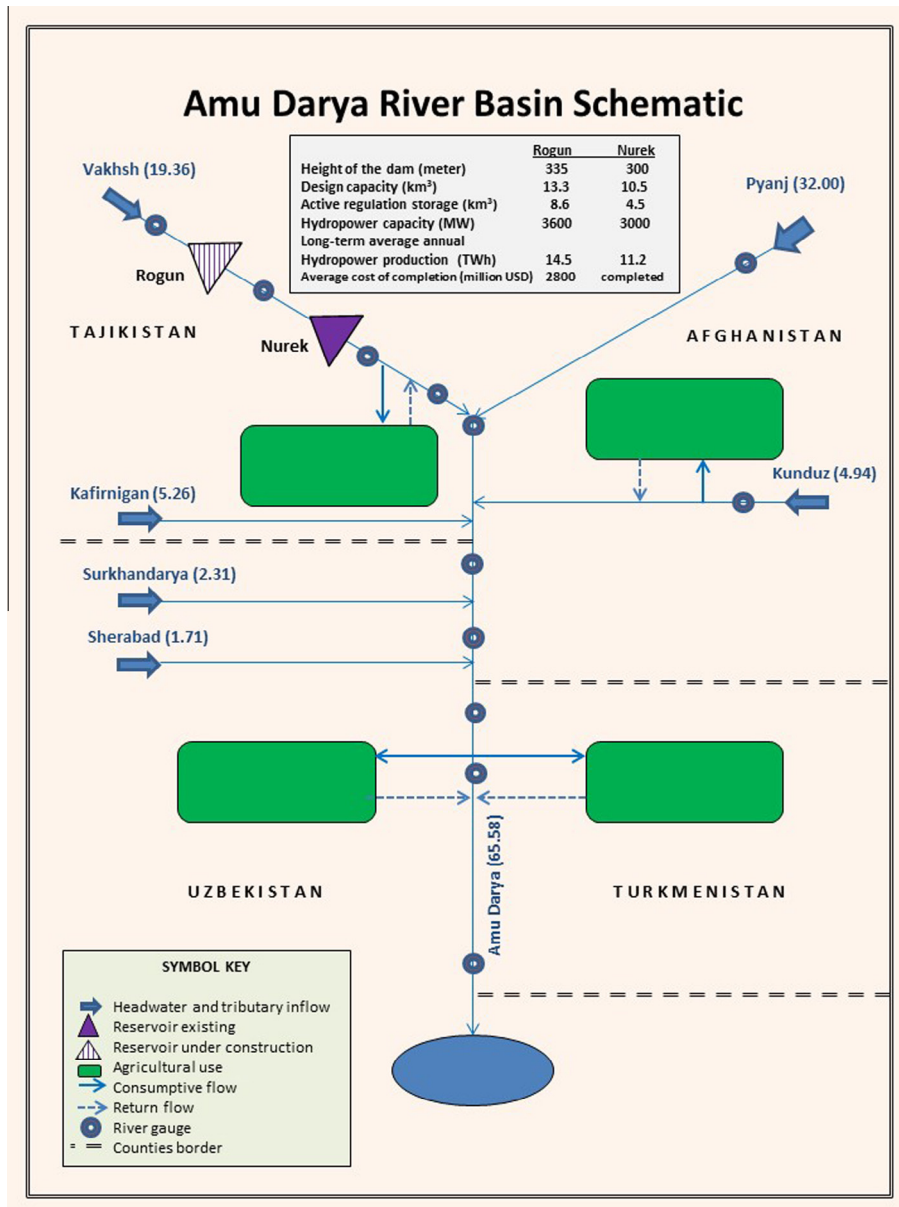 Amu Darya River Basin Schematic
Rogun Nurek
Height of the dam (meter) 335 300
Design capacity (km³) 13.3 10.5
Active regulation storage (km³) 8.6 4.5
Hydropower capacity (MW) 3600 3000
Long-term average annual
Hydropower production (TWh) 14.5 11.2
Average cost of completion (million USD) 2800 completed
Vakhsh (19.36)
Pyanj (32.00)
Rogun
TAJIKISTAN
Nurek
AFGHANISTAN
Kunduz (4.94)
Kafirnigan (5.26)
Surkhandarya (2.31)
Sherabad (1.71)
Amu Darya (65.58)
UZBEKISTAN
TURKMENISTAN
SYMBOL KEY
Headwater and tributary inflow
Reservoir existing
Reservoir under construction
Agricultural use
Consumptive flow
Return flow
River gauge
Counties border